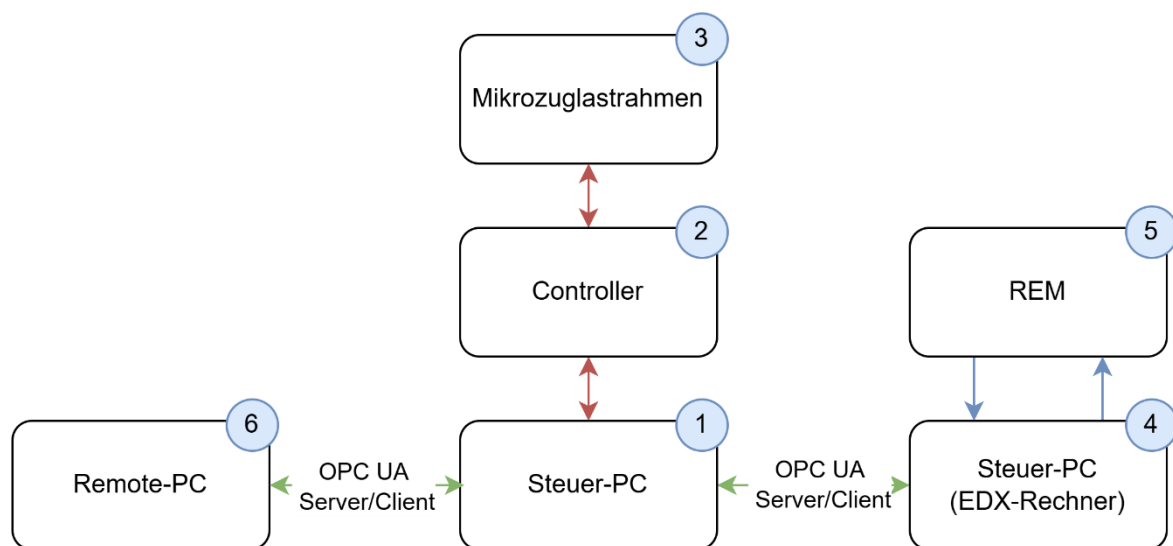 3
Mikrozuglastrahmen
2
Controller
5
REM
6
Remote-PC
OPC UA
Server/Client
1
Steuer-PC
OPC UA
Server/Client
4
Steuer-PC
(EDX-Rechner)